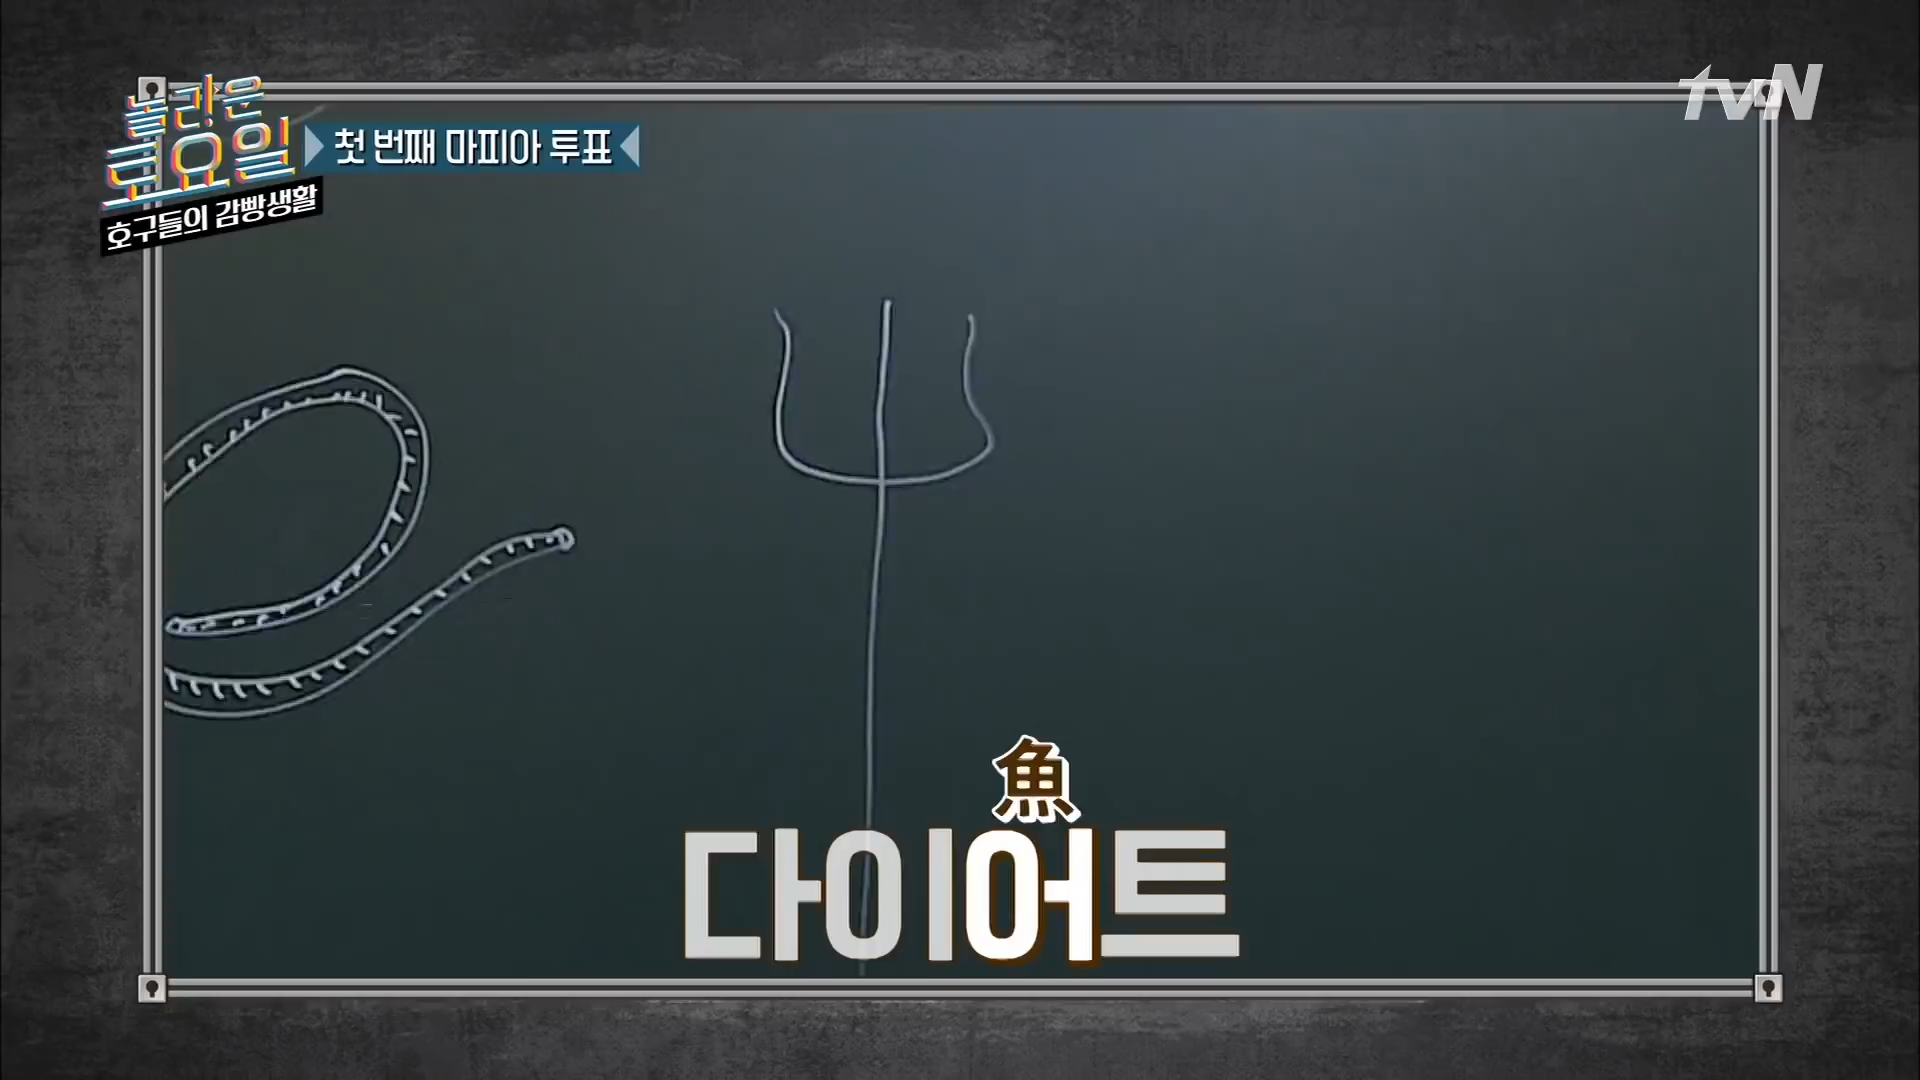 놀라운
토요일
호구들의 감빵생활
첫 번째 마피아 투표
tvN
魚
다이어트